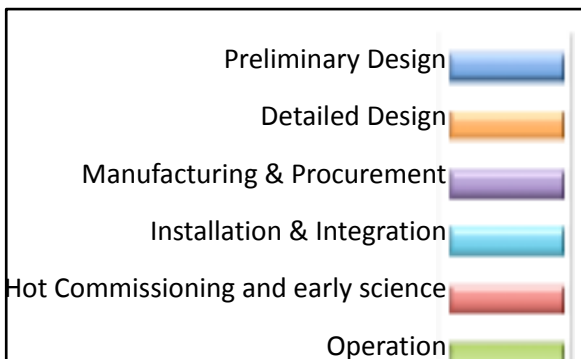 Preliminary Design
Detailed Design
Manufacturing & Procurement
Installation & Integration
Hot Commissioning and early science
Operation